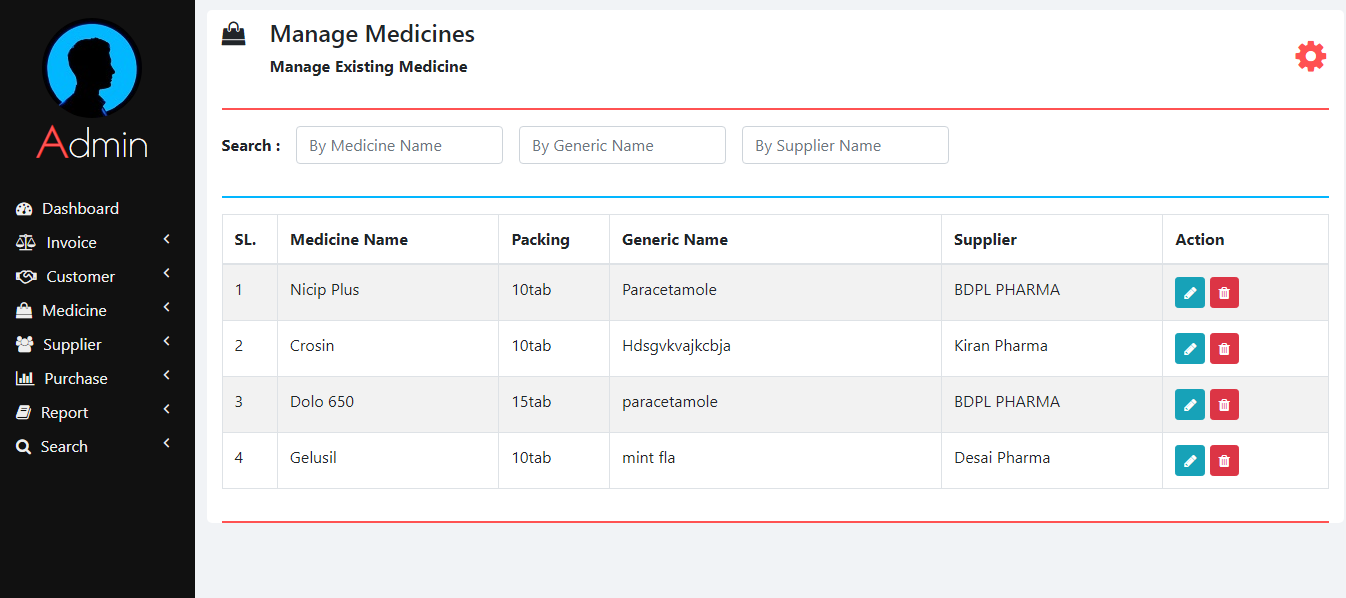 Admin
Dashboard
Invoice
Customer
Medicine
Supplier
Purchase
Report
Search
Manage Medicines
Manage Existing Medicine
Search : By Medicine Name By Generic Name By Supplier Name
SL. Medicine Name Packing Generic Name Supplier Action
1 Nicip Plus 10tab Paracetamole BDPL PHARMA
2 Crosin 10tab Hdsgvkvajkcbja Kiran Pharma
3 Dolo 650 15tab paracetamole BDPL PHARMA
4 Gelusil 10tab mint fla Desai Pharma